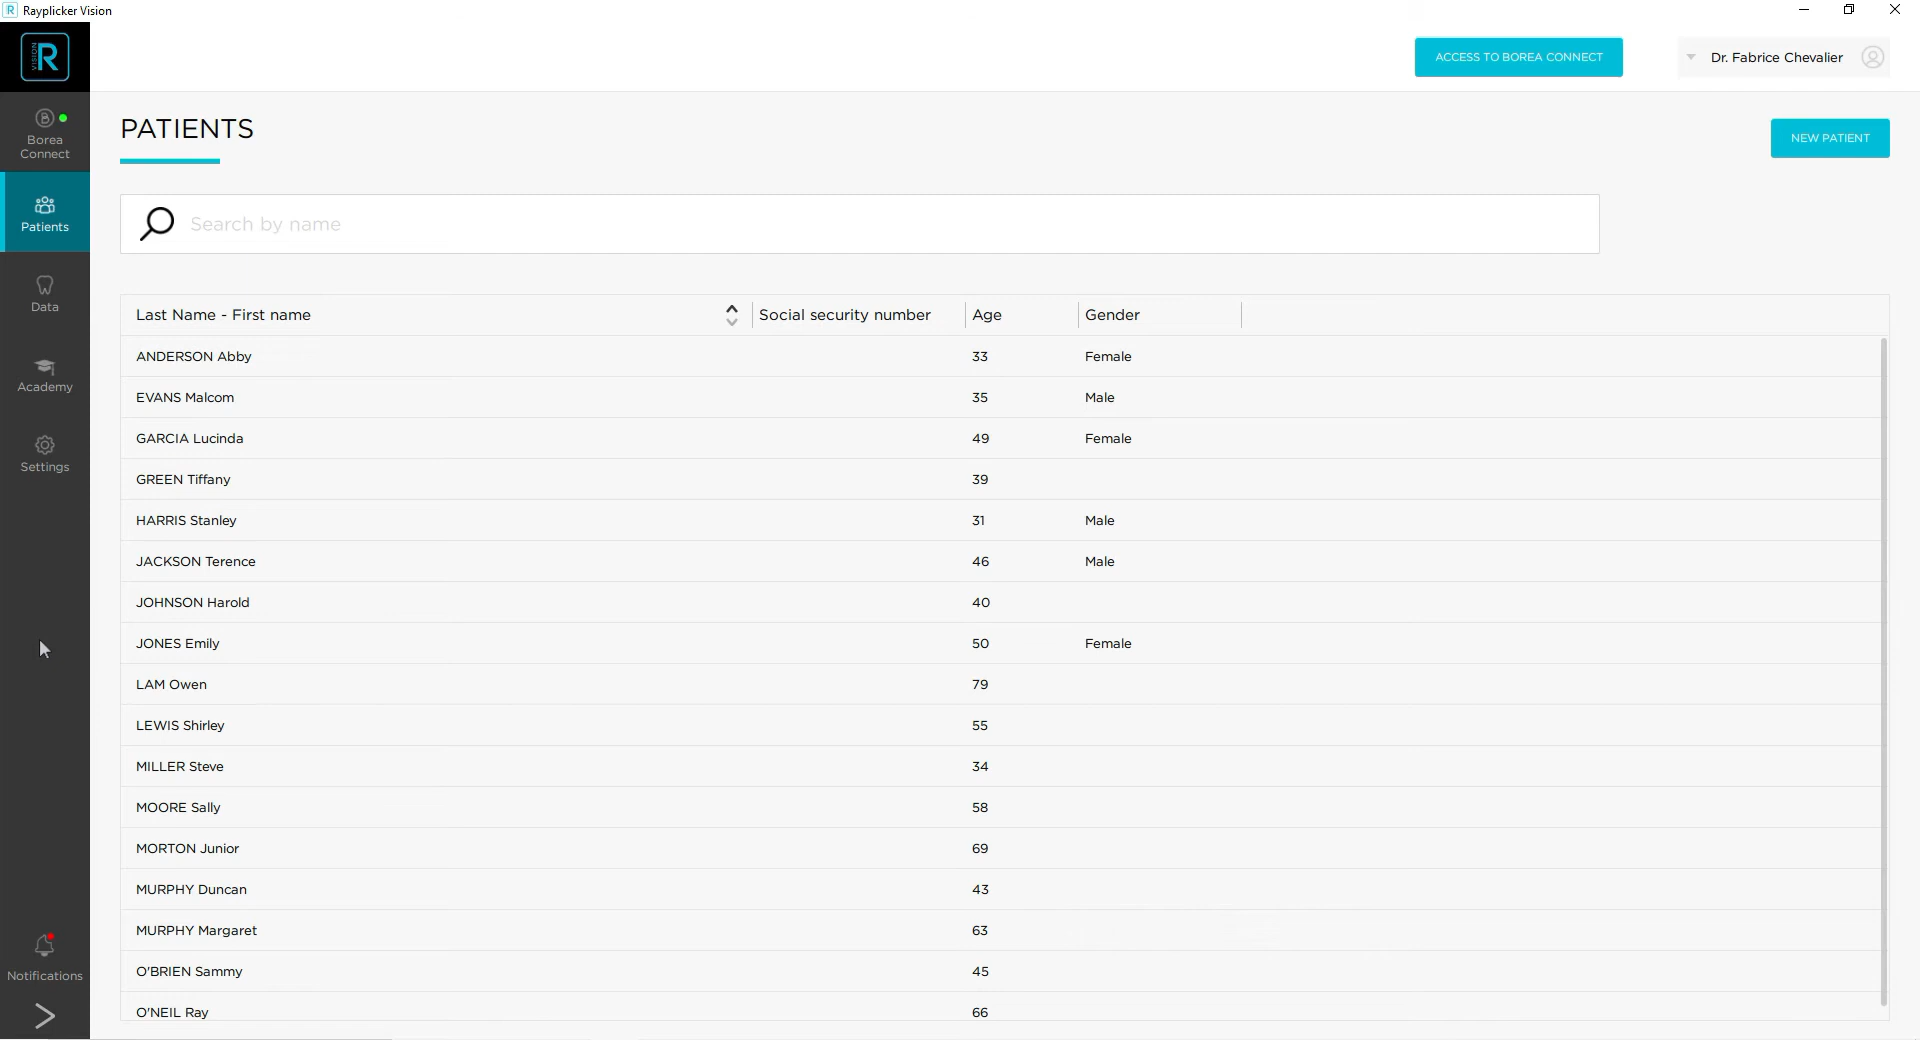 Rayplicker Vision
VISION R
ACCESS TO BOREA CONNECT
Dr. Fabrice Chevalier
Borea
Connect
Patients
Data
Academy
Settings
Notifications
PATIENTS
NEW PATIENT
Search by name
Last Name - First name Social security number Age Gender
ANDERSON Abby 33 Female
EVANS Malcom 35 Male
GARCIA Lucinda 49 Female
GREEN Tiffany 39
HARRIS Stanley 31 Male
JACKSON Terence 46 Male
JOHNSON Harold 40
JONES Emily 50 Female
LAM Owen 79
LEWIS Shirley 55
MILLER Steve 34
MOORE Sally 58
MORTON Junior 69
MURPHY Duncan 43
MURPHY Margaret 63
O'BRIEN Sammy 45
O'NEIL Ray 66